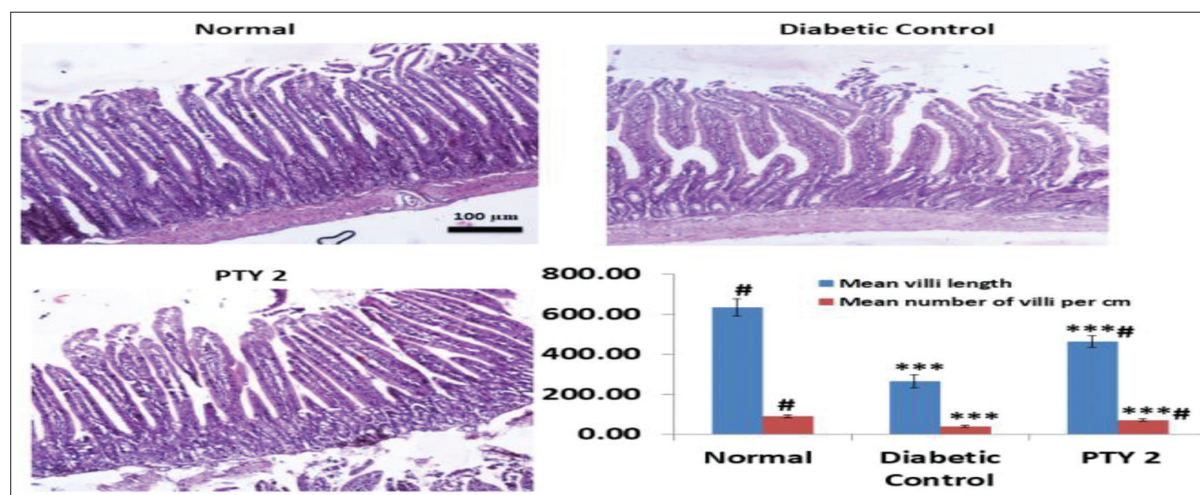 Normal
Diabetic Control
100 µm
PTY 2
800.00
600.00
400.00
200.00
0.00
Mean villi length
Mean number of villi per cm
#
#
***
***
***#
***#
Normal
Diabetic
Control
PTY 2